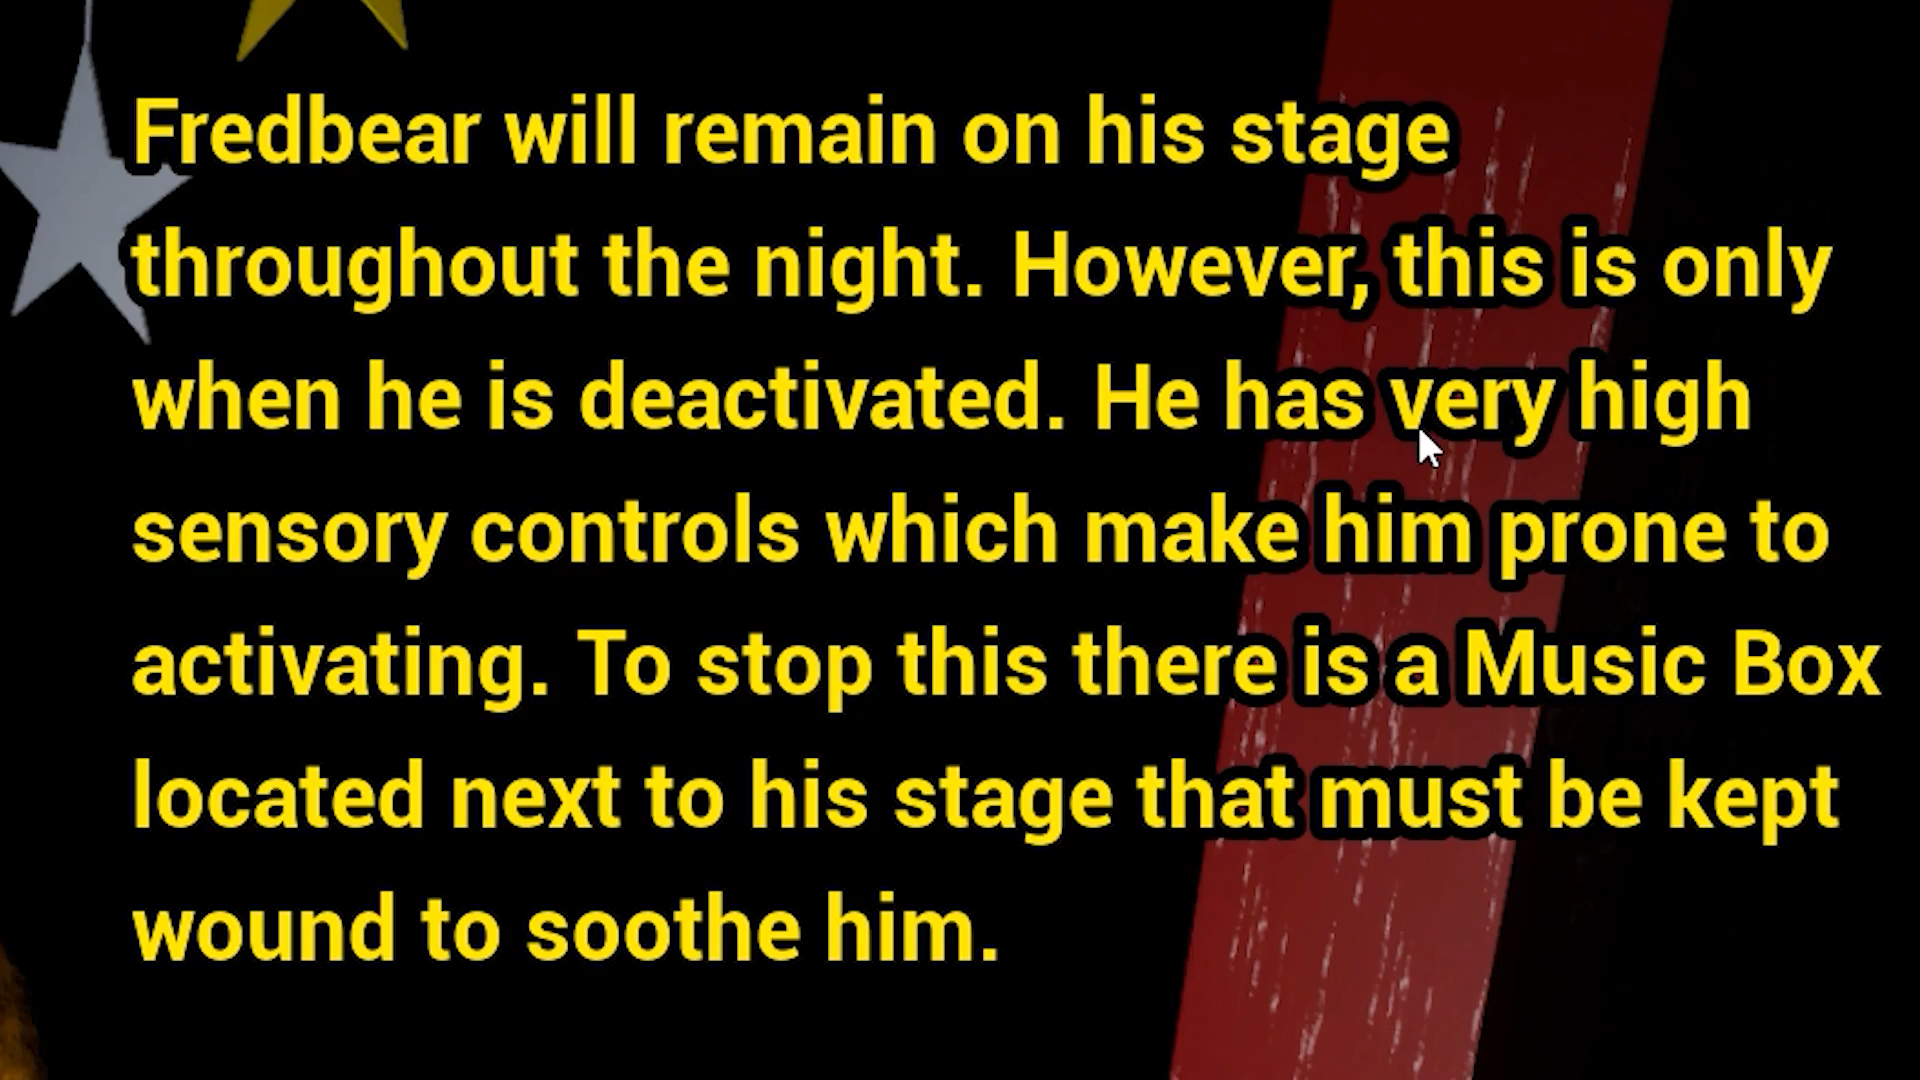 Fredbear will remain on his stage
throughout the night. However, this is only
when he is deactivated. He has very high
sensory controls which make him prone to
activating. To stop this there is a Music Box
located next to his stage that must be kept
wound to soothe him.